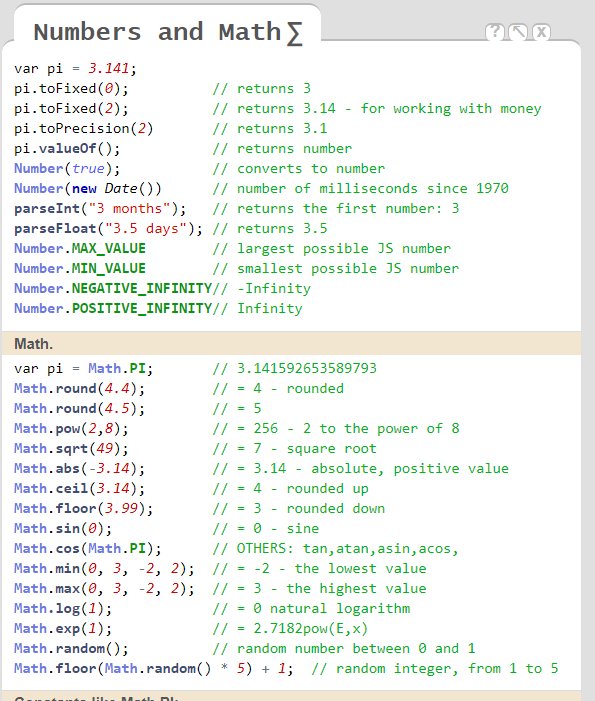 Numbers and Math ∑
? ↖ x
var pi = 3.141;
pi.toFixed(0); // returns 3
pi.toFixed(2); // returns 3.14 - for working with money
pi.toPrecision(2) // returns 3.1
pi.valueOf(); // returns number
Number(true); // converts to number
Number(new Date()) // number of milliseconds since 1970
parseInt("3 months"); // returns the first number: 3
parseFloat("3.5 days"); // returns 3.5
Number.MAX_VALUE // largest possible JS number
Number.MIN_VALUE // smallest possible JS number
Number.NEGATIVE_INFINITY// -Infinity
Number.POSITIVE_INFINITY// Infinity
Math.
var pi = Math.PI; // 3.141592653589793
Math.round(4.4); // = 4 - rounded
Math.round(4.5); // = 5
Math.pow(2,8); // = 256 - 2 to the power of 8
Math.sqrt(49); // = 7 - square root
Math.abs(-3.14); // = 3.14 - absolute, positive value
Math.ceil(3.14); // = 4 - rounded up
Math.floor(3.99); // = 3 - rounded down
Math.sin(0); // = 0 - sine
Math.cos(Math.PI); // OTHERS: tan,atan,asin,acos,
Math.min(0, 3, -2, 2); // = -2 - the lowest value
Math.max(0, 3, -2, 2); // = 3 - the highest value
Math.log(1); // = 0 natural logarithm
Math.exp(1); // = 2.7182pow(E,x)
Math.random(); // random number between 0 and 1
Math.floor(Math.random() * 5) + 1; // random integer, from 1 to 5
Constants like Math.PI: